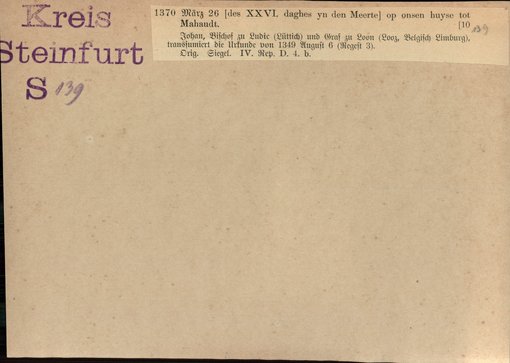 Kreis
Steinfurt
S 139
1370 März 26 [des XXVI. daghes yn den Meerte] op onsen huyse tot
Mahaudt. [10
139
Johan, Bischof zu Ludic (Lüttich) und Graf zu Loon (Looz, Belgisch Limburg),
transsumiert die Urkunde von 1349 August 6 (Regest 3).
Orig. Siegel. IV. Rep. D. 4. b.